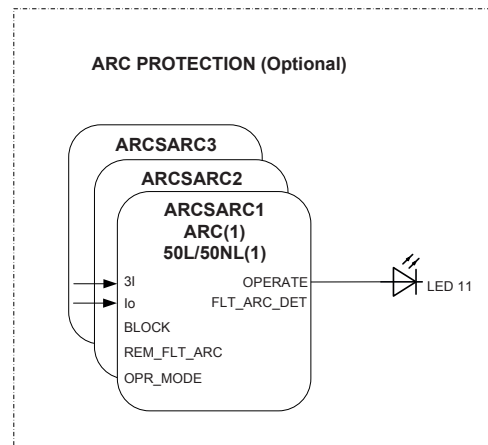 ARC PROTECTION (Optional)
ARCSARC3
ARCSARC2
ARCSARC1
ARC(1)
50L/50NL(1)
3I
Io
BLOCK
REM_FLT_ARC
OPR_MODE
OPERATE
FLT_ARC_DET
LED 11